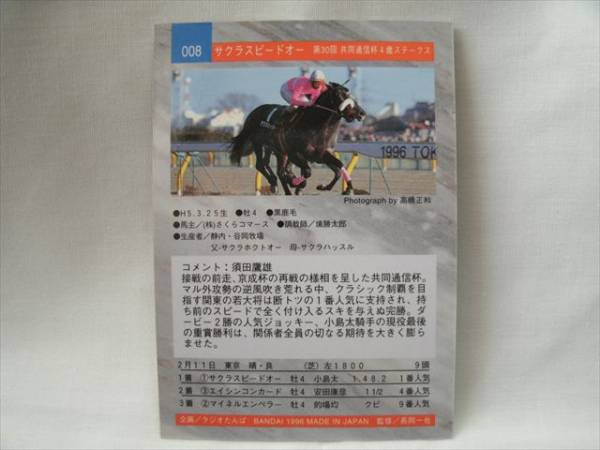 008 サクラスピードオー 第30回 共同通信杯4歳ステークス
1996 TOK
Photograph by 高橋正和
●H5.3.25生 ●牡4 ●黒鹿毛
●馬主/(株)さくらコマース ●調教師/境勝太郎
●生産者/静内・谷岡牧場
父-サクラホクトオー 母-サクラハッスル
コメント：須田鷹雄
接戦の前走、京成杯の再戦の様相を呈した共同通信杯。
マル外攻勢の逆風吹き荒れる中、クラシック制覇を目
指す関東の若大将は断トツの1番人気に支持され、持
ち前のスピードで全く付け入るスキを与えぬ完勝。ダ
ービー2勝の人気ジョッキー、小島太騎手の現役最後
の重賞勝利は、関係者全員の切なる期待を大きく膨ら
ませました。
2月11日 東京 晴・良 (芝)左1800 9頭
1着 ①サクラスピードオー 牡4 小島太 1.48.2 1番人気
2着 ③エイシンコンカード 牡4 安田康彦 1 1/2 4番人気
3着 ②マイネルエンペラー 牡4 的場均 クビ 9番人気
企画/ラジオたんぱ BANDAI 1996 MADE IN JAPAN 監修/長岡一也